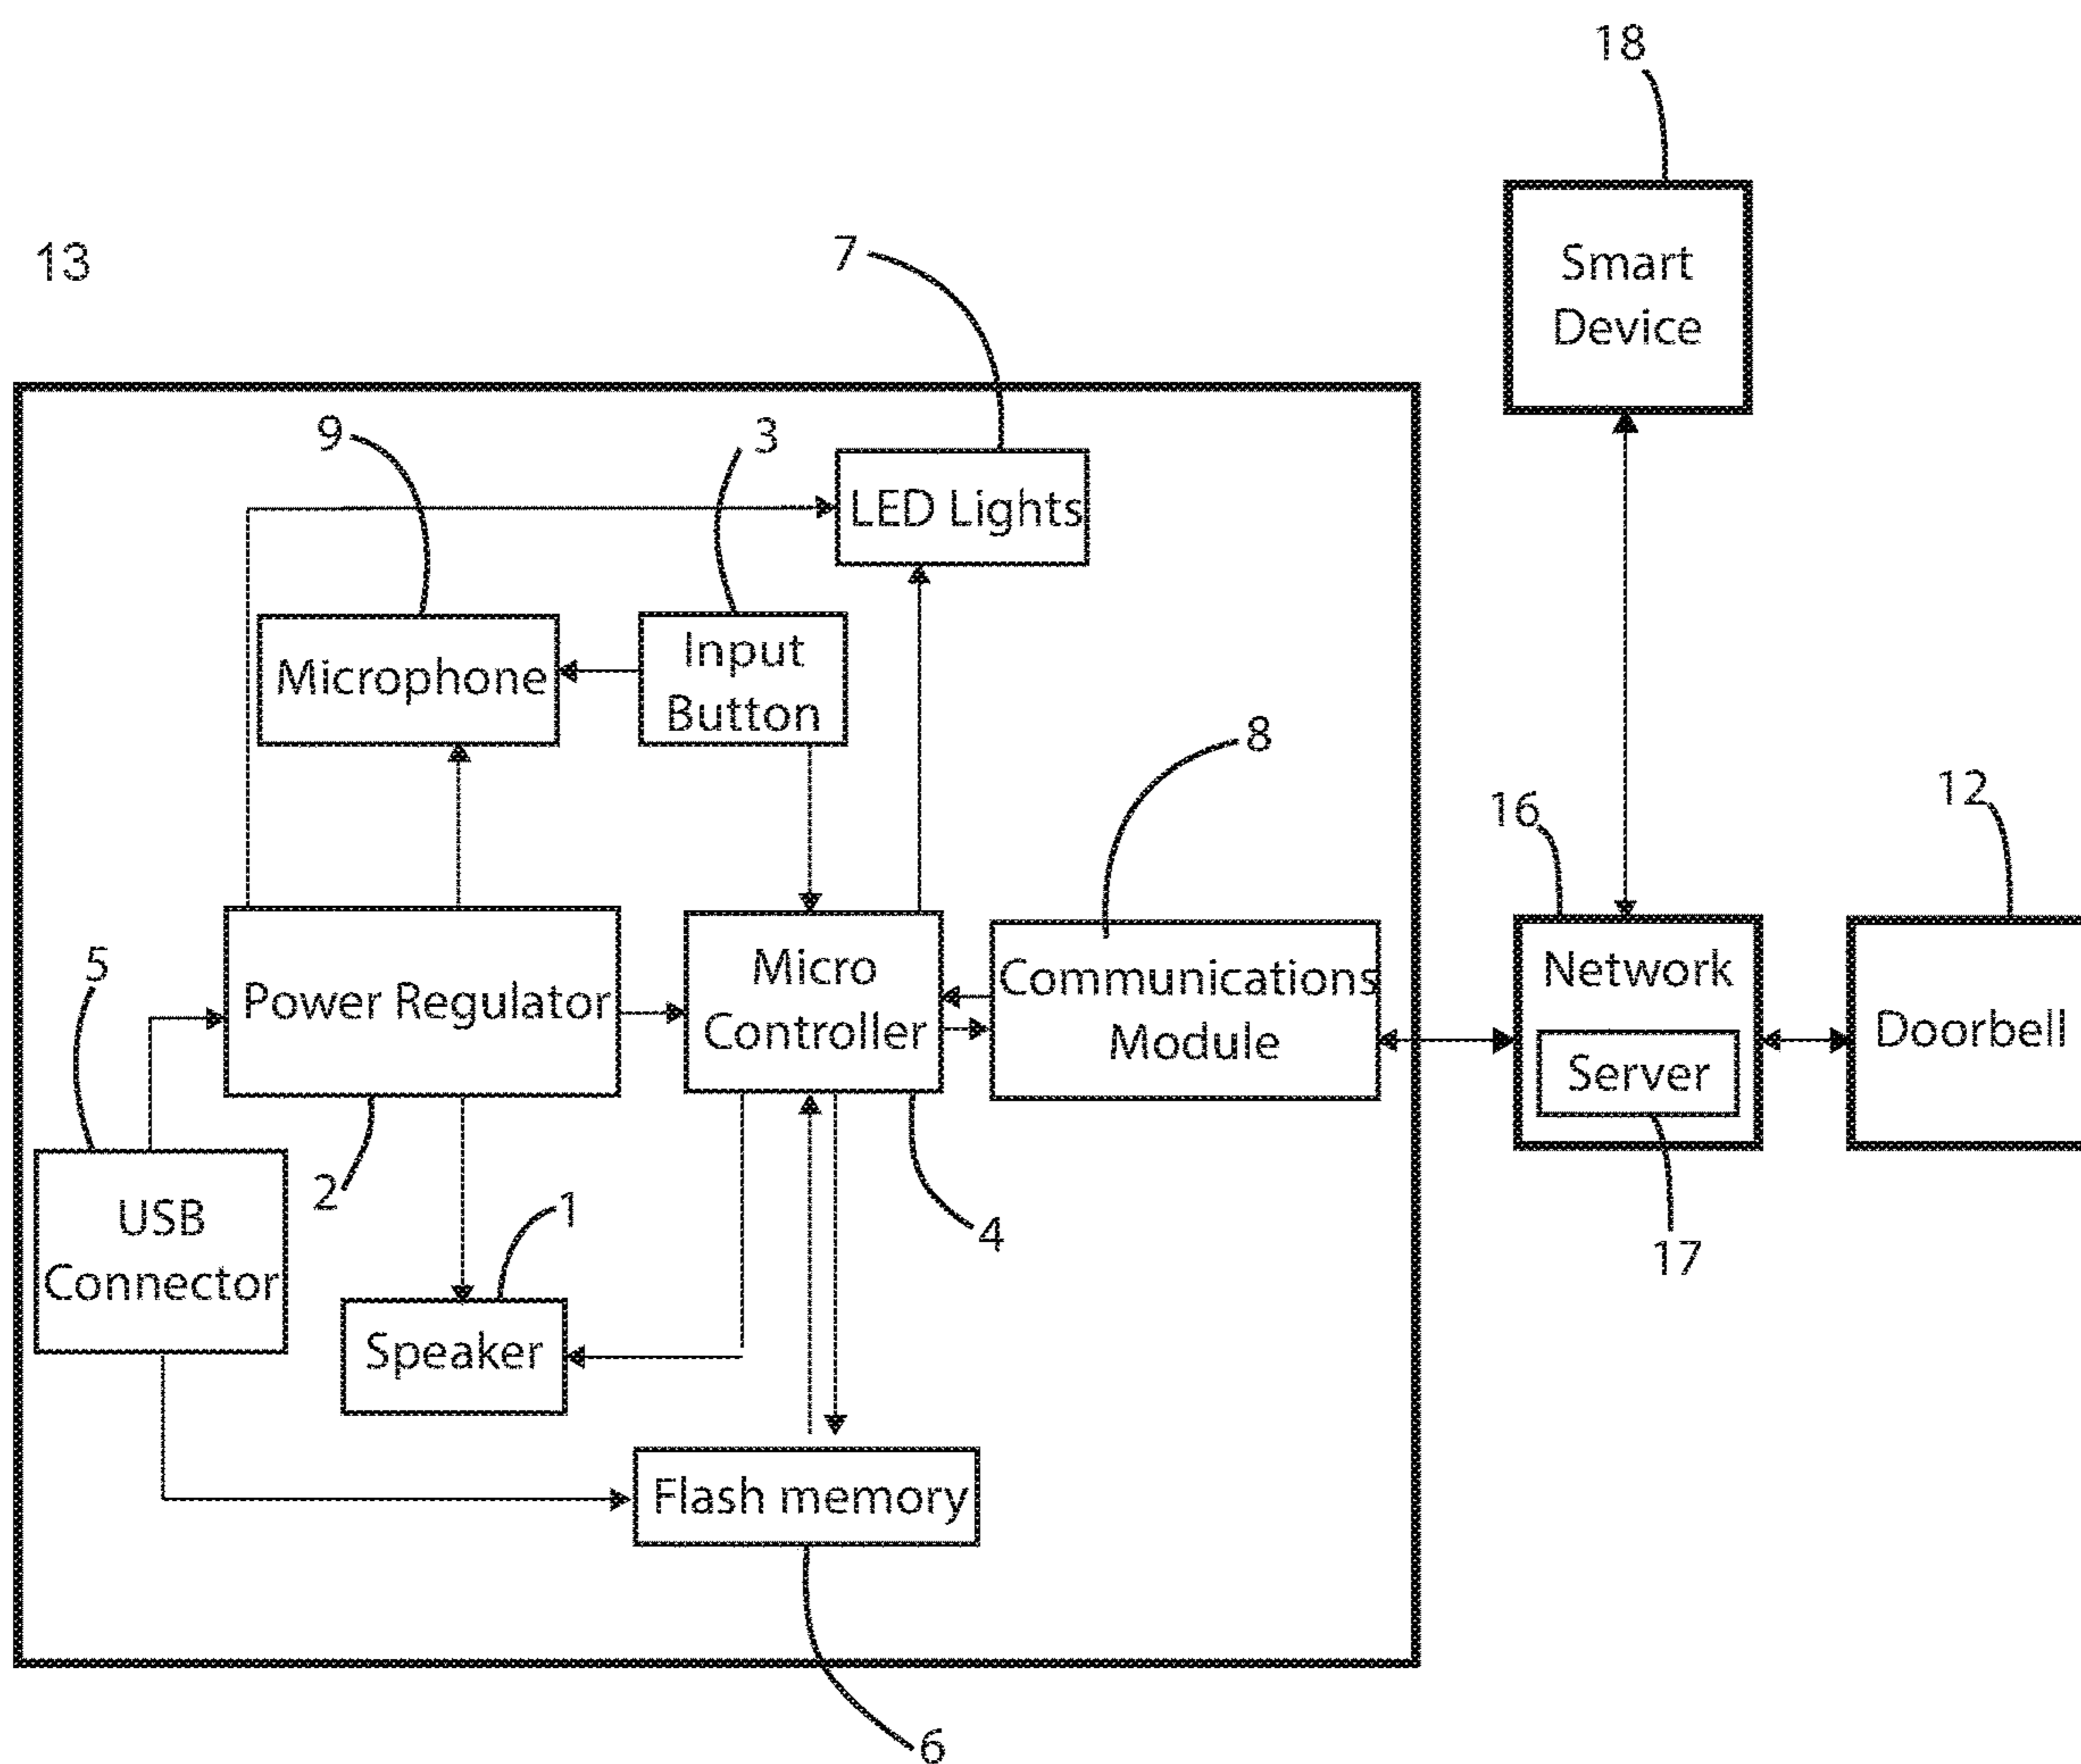 18
13
7
Smart
Device
9
3
LED Lights
Microphone
Input
Button
8
12
16
5
Power Regulator
Micro
Controller
Communications
Module
Network
Server
Doorbell
2
USB
Connector
1
4
17
Speaker
Flash memory
6